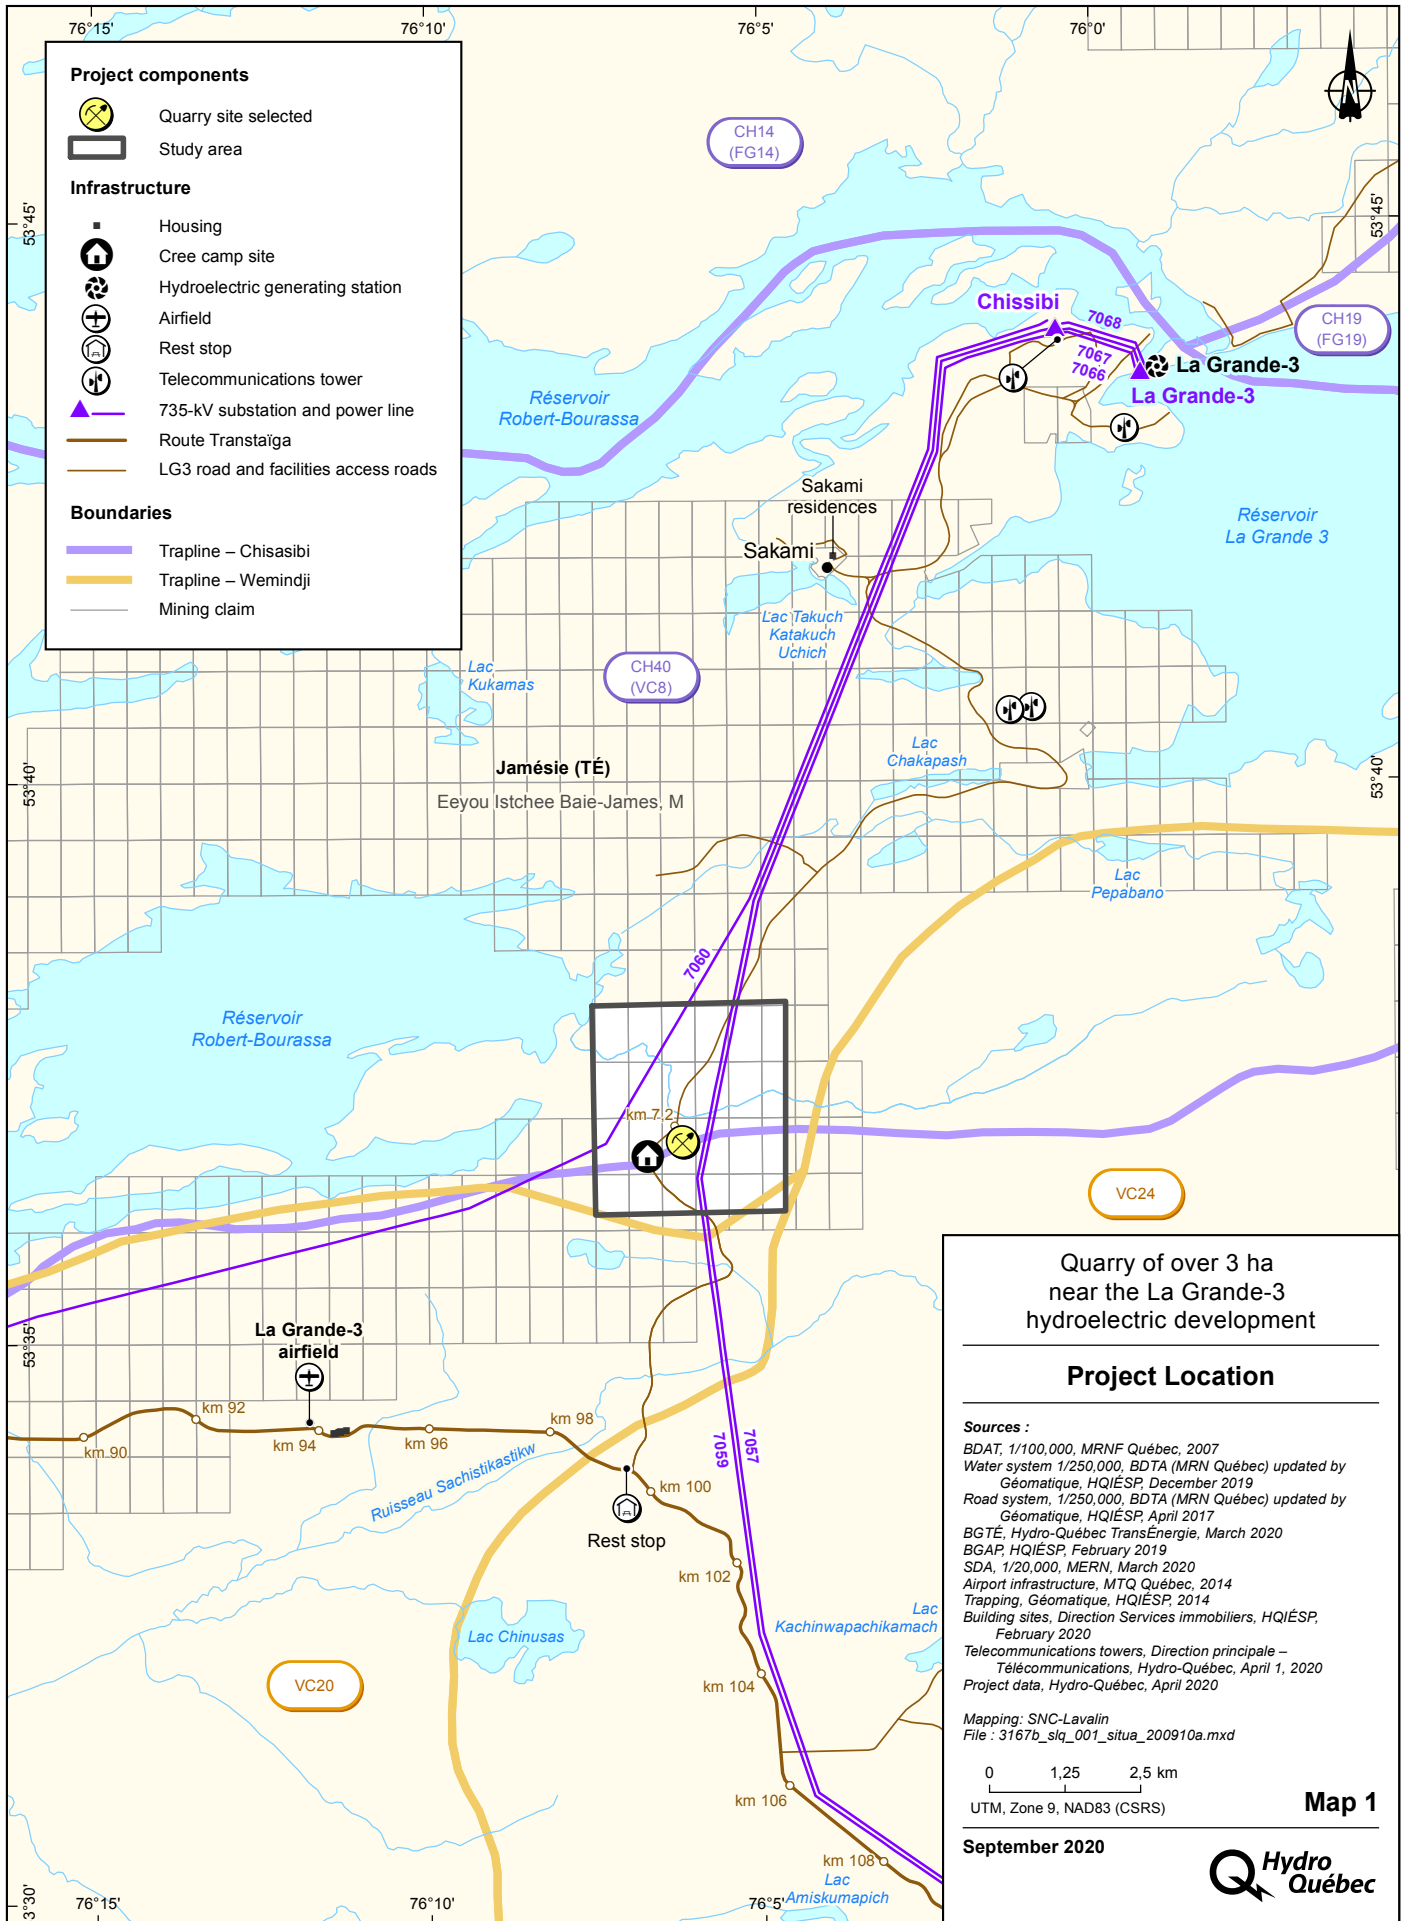 76°15'
76°10'
76°5'
76°0'
Project components
Quarry site selected
Study area
Infrastructure
Housing
Cree camp site
Hydroelectric generating station
Airfield
Rest stop
Telecommunications tower
735-kV substation and power line
Route Transtaïga
LG3 road and facilities access roads
Boundaries
Trapline – Chisasibi
Trapline – Wemindji
Mining claim
N
CH14
(FG14)
53°45'
53°45'
Chissibi
7068
7067
7066
La Grande-3
La Grande-3
CH19
(FG19)
Réservoir
Robert-Bourassa
Sakami
residences
Sakami
Réservoir
La Grande 3
Lac Takuch
Katakuch
Uchich
Lac
Kukamas
CH40
(VC8)
Lac
Chakapash
Jamésie (TÉ)
Eeyou Istchee Baie-James, M
53°40'
53°40'
Lac
Pepabano
7060
Réservoir
Robert-Bourassa
km 7,2
VC24
53°35'
La Grande-3
airfield
km 90
km 92
km 94
km 96
km 98
km 100
Ruisseau Sachistikastikw
Rest stop
7059
7057
km 102
Lac
Kachinwapachikamach
Lac Chinusas
VC20
km 104
km 106
km 108
Lac
Amiskumapich
3°30'
76°15'
76°10'
76°5'
Quarry of over 3 ha
near the La Grande-3
hydroelectric development
Project Location
Sources :
BDAT, 1/100,000, MRNF Québec, 2007
Water system 1/250,000, BDTA (MRN Québec) updated by
Géomatique, HQIÉSP, December 2019
Road system, 1/250,000, BDTA (MRN Québec) updated by
Géomatique, HQIÉSP, April 2017
BGTÉ, Hydro-Québec TransÉnergie, March 2020
BGAP, HQIÉSP, February 2019
SDA, 1/20,000, MERN, March 2020
Airport infrastructure, MTQ Québec, 2014
Trapping, Géomatique, HQIÉSP, 2014
Building sites, Direction Services immobiliers, HQIÉSP,
February 2020
Telecommunications towers, Direction principale –
Télécommunications, Hydro-Québec, April 1, 2020
Project data, Hydro-Québec, April 2020
Mapping: SNC-Lavalin
File : 3167b_slq_001_situa_200910a.mxd
0 1,25 2,5 km
UTM, Zone 9, NAD83 (CSRS)
Map 1
September 2020
Hydro
Québec